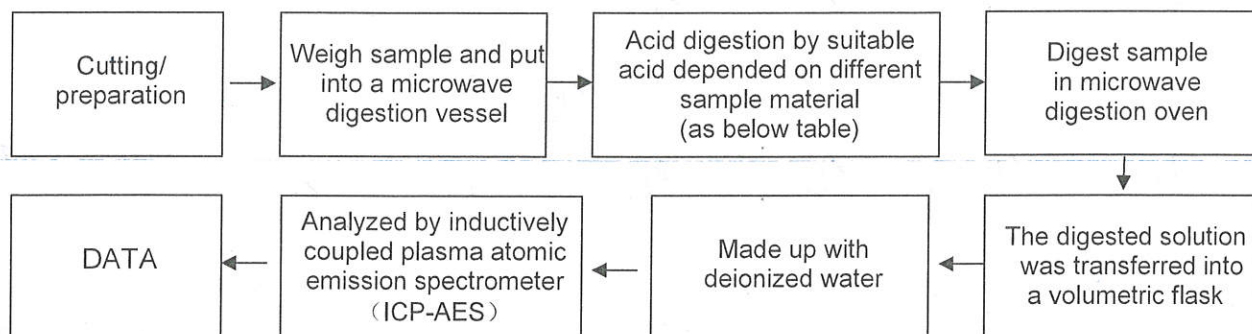 Cutting/
preparation
Weigh sample and put
into a microwave
digestion vessel
Acid digestion by suitable
acid depended on different
sample material
(as below table)
Digest sample
in microwave
digestion oven
The digested solution
was transferred into
a volumetric flask
Made up with
deionized water
Analyzed by inductively
coupled plasma atomic
emission spectrometer
（ICP-AES）
DATA